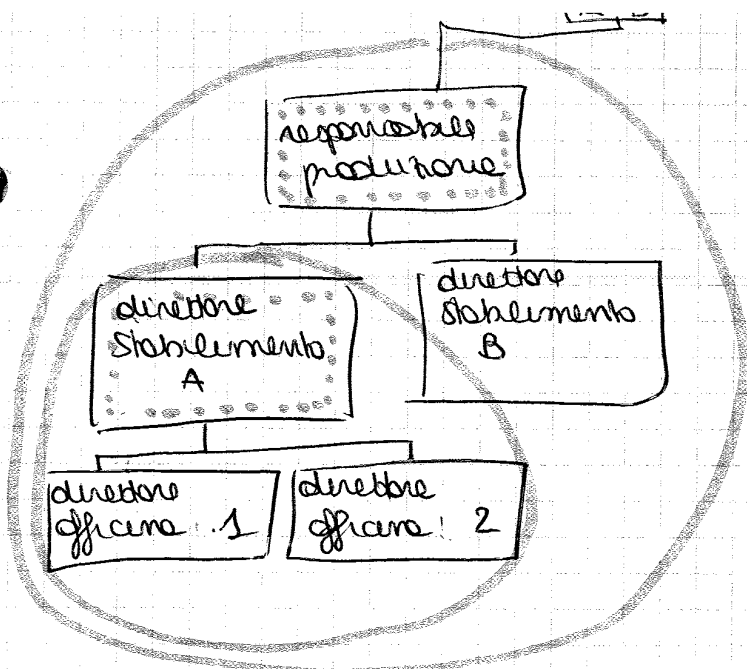 responsabile
produzione
direttore
stabilimento
A
direttore
stabilimento
B
direttore
officina 1
direttore
officina 2